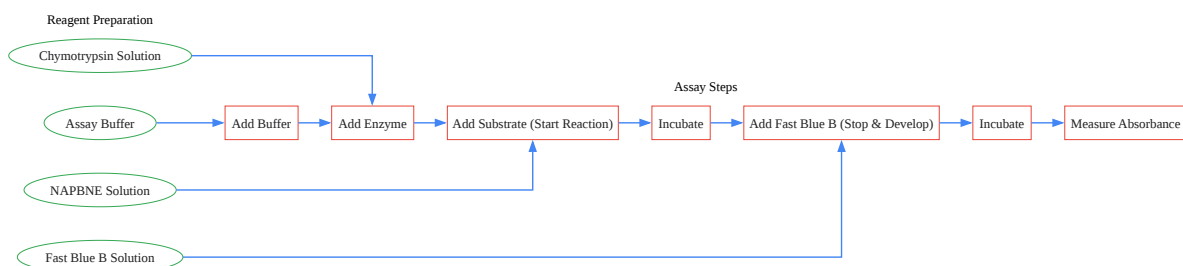 Reagent Preparation
Chymotrypsin Solution
Assay Steps
Assay Buffer
Add Buffer
Add Enzyme
Add Substrate (Start Reaction)
Incubate
Add Fast Blue B (Stop & Develop)
Incubate
Measure Absorbance
NAPBNE Solution
Fast Blue B Solution